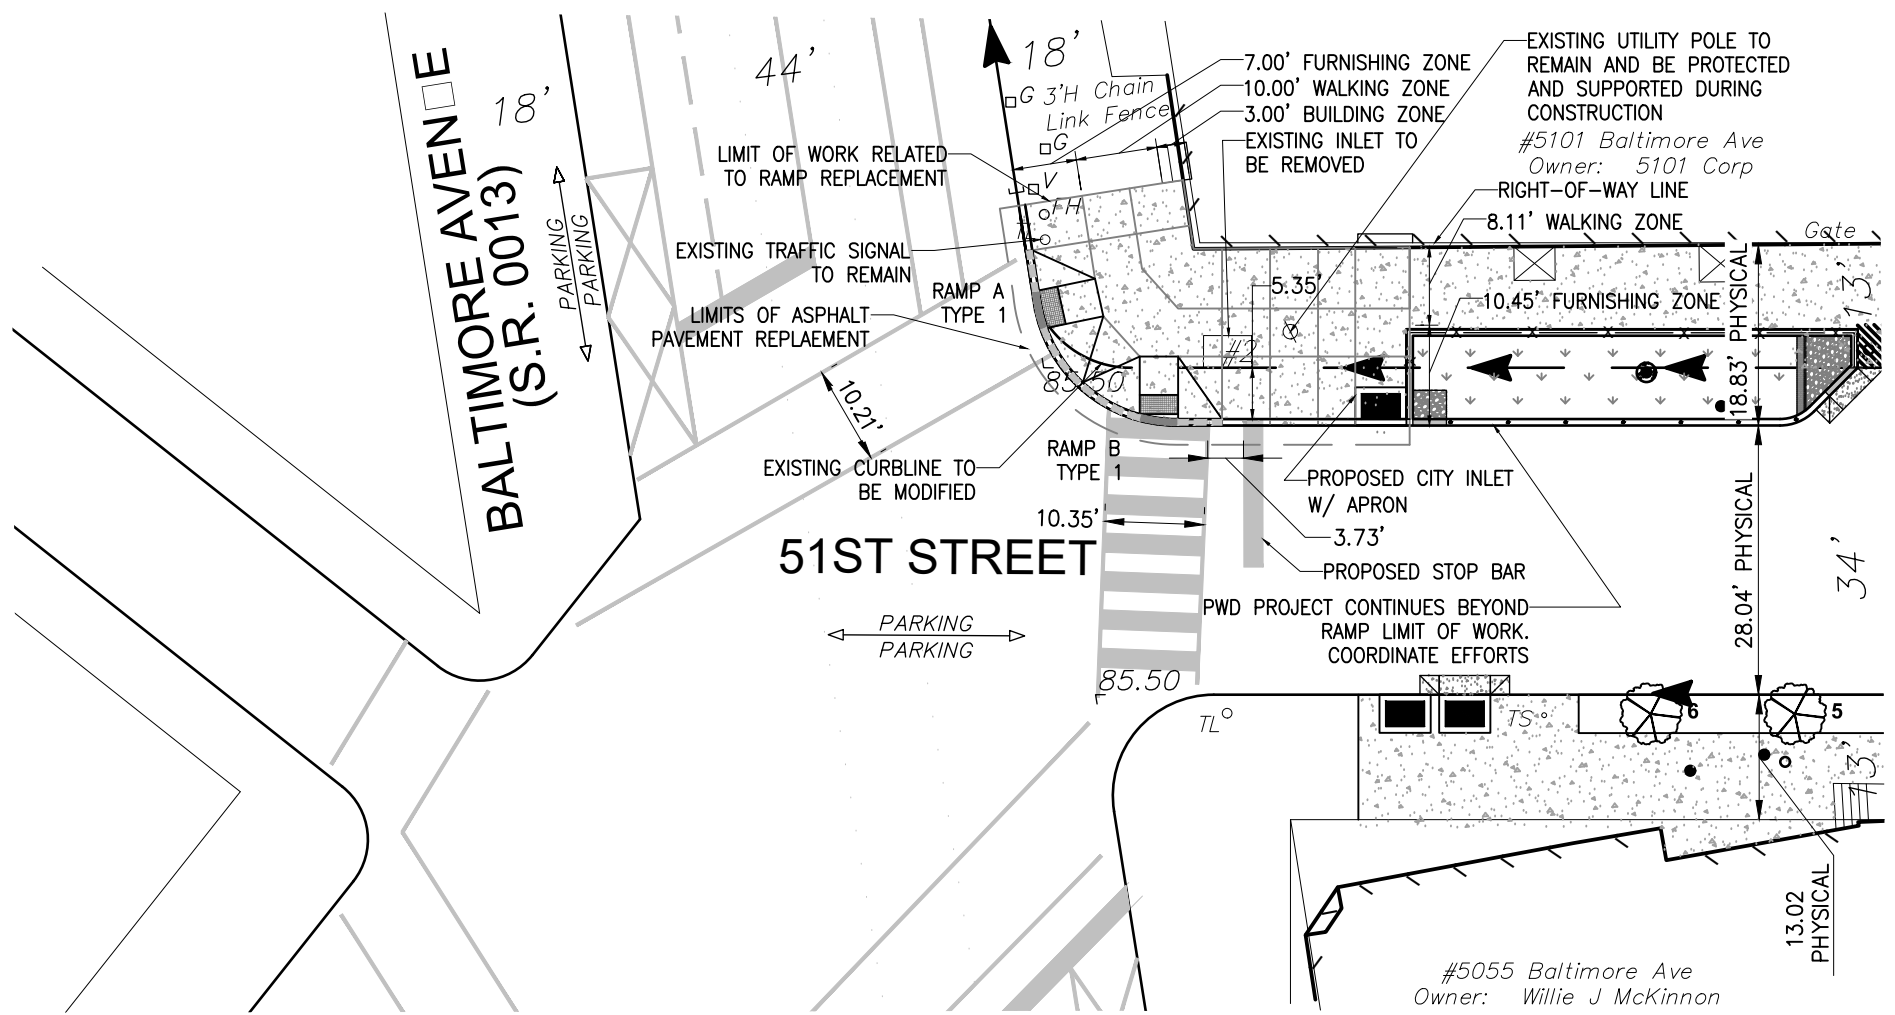 BALTIMORE AVEN□E
(S.R. 0013)
18'
44'
18'
G 3'H Chain
Link Fence
G
V
FH
PARKING
PARKING
7.00' FURNISHING ZONE
10.00' WALKING ZONE
3.00' BUILDING ZONE
EXISTING INLET TO
BE REMOVED
EXISTING UTILITY POLE TO
REMAIN AND BE PROTECTED
AND SUPPORTED DURING
CONSTRUCTION
#5101 Baltimore Ave
Owner: 5101 Corp
RIGHT-OF-WAY LINE
8.11' WALKING ZONE
Gate
LIMIT OF WORK RELATED
TO RAMP REPLACEMENT
EXISTING TRAFFIC SIGNAL
TO REMAIN
RAMP A
TYPE 1
LIMITS OF ASPHALT
PAVEMENT REPLAEMENT
5.35'
10.45' FURNISHING ZONE
18.83' PHYSICAL
13'
#2
85.50
10.21'
EXISTING CURBLINE TO
BE MODIFIED
RAMP B
TYPE 1
PROPOSED CITY INLET
W/ APRON
10.35'
3.73'
51ST STREET
PROPOSED STOP BAR
PWD PROJECT CONTINUES BEYOND
RAMP LIMIT OF WORK.
COORDINATE EFFORTS
28.04' PHYSICAL
34'
PARKING
PARKING
85.50
TL
TS
6
5
13'
13.02
PHYSICAL
#5055 Baltimore Ave
Owner: Willie J McKinnon